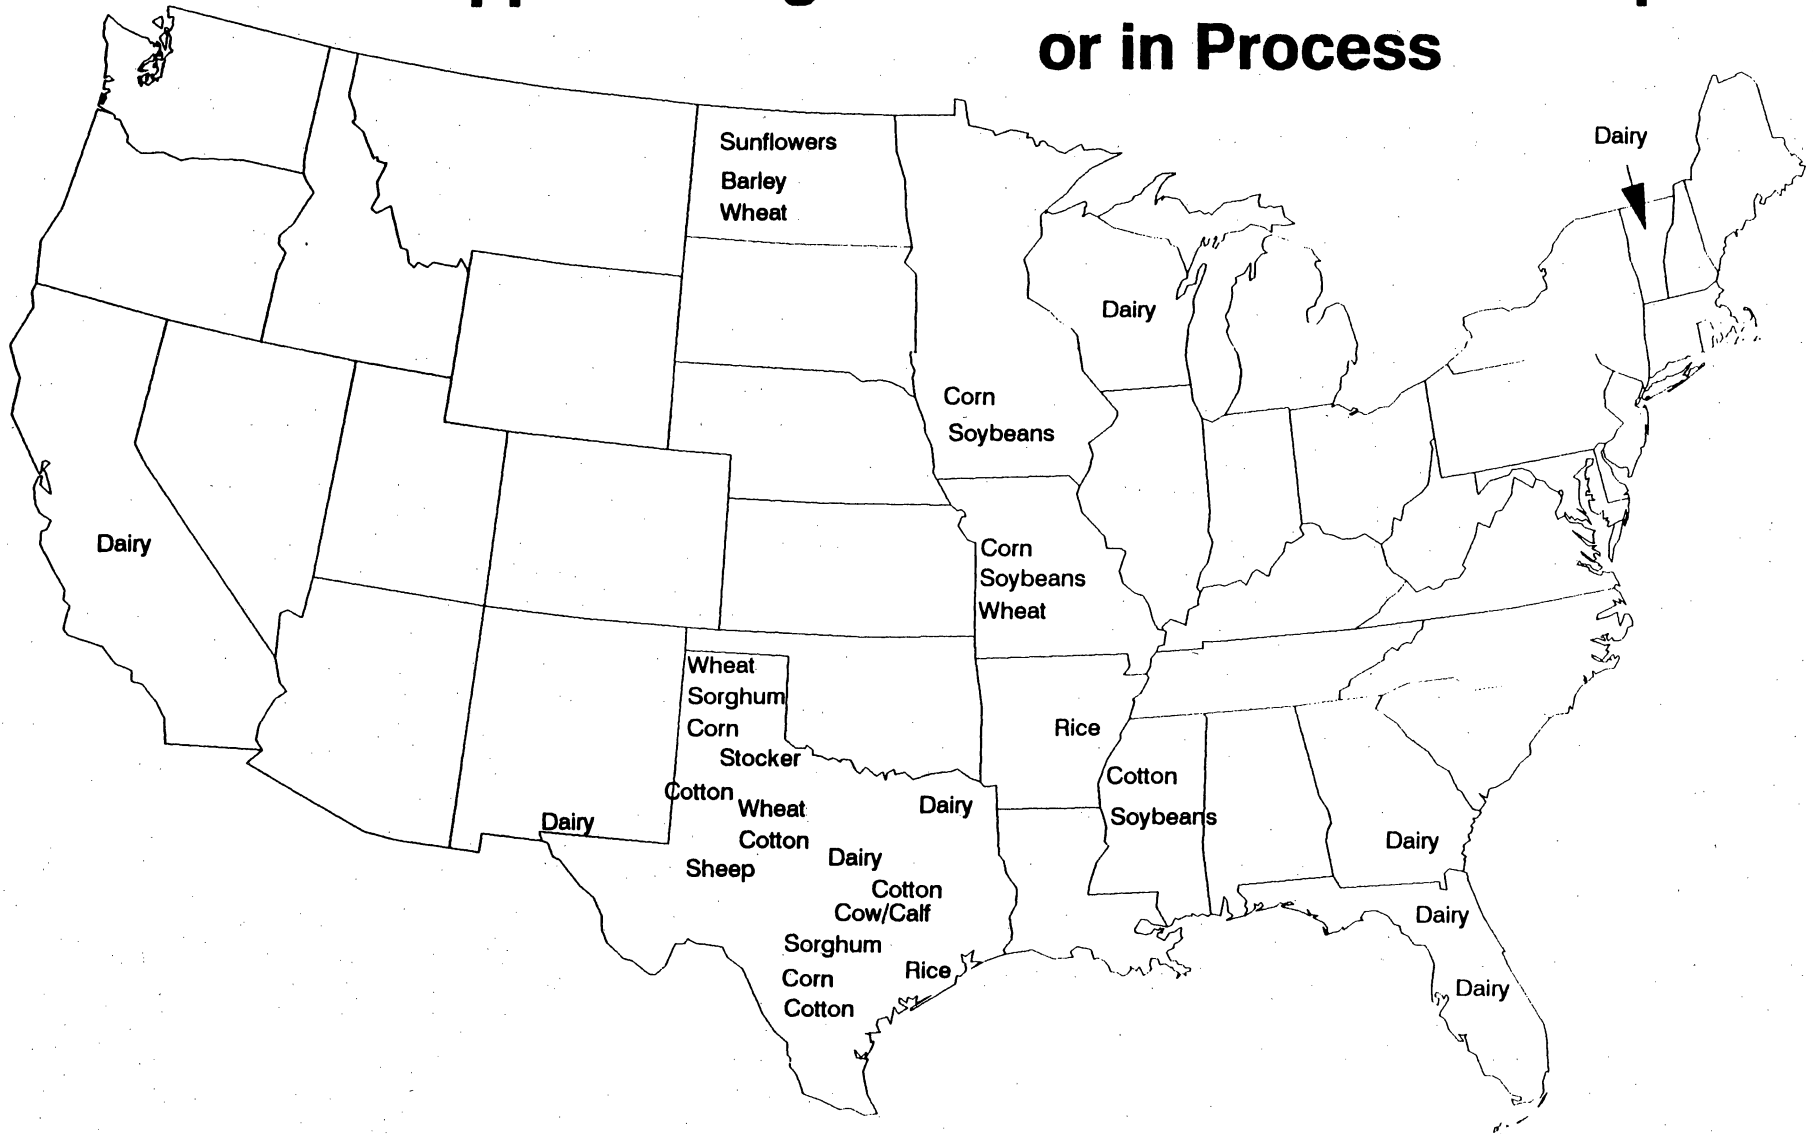 or in Process
Dairy
Sunflowers
Barley
Wheat
Dairy
Corn
Soybeans
Dairy
Corn
Soybeans
Wheat
Wheat
Sorghum
Corn
Stocker
Cotton
Wheat
Cotton
Sheep
Dairy
Dairy
Dairy
Cotton
Cow/Calf
Sorghum
Corn
Cotton
Rice
Rice
Cotton
Soybeans
Dairy
Dairy
Dairy